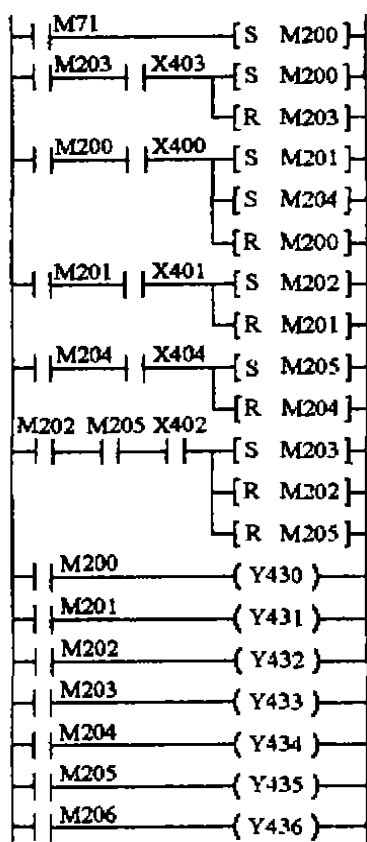 M71 S M200
M203 X403 S M200
R M203
M200 X400 S M201
S M204
R M200
M201 X401 S M202
R M201
M204 X404 S M205
R M204
M202 M205 X402 S M203
R M202
R M205
M200 Y430
M201 Y431
M202 Y432
M203 Y433
M204 Y434
M205 Y435
M206 Y436